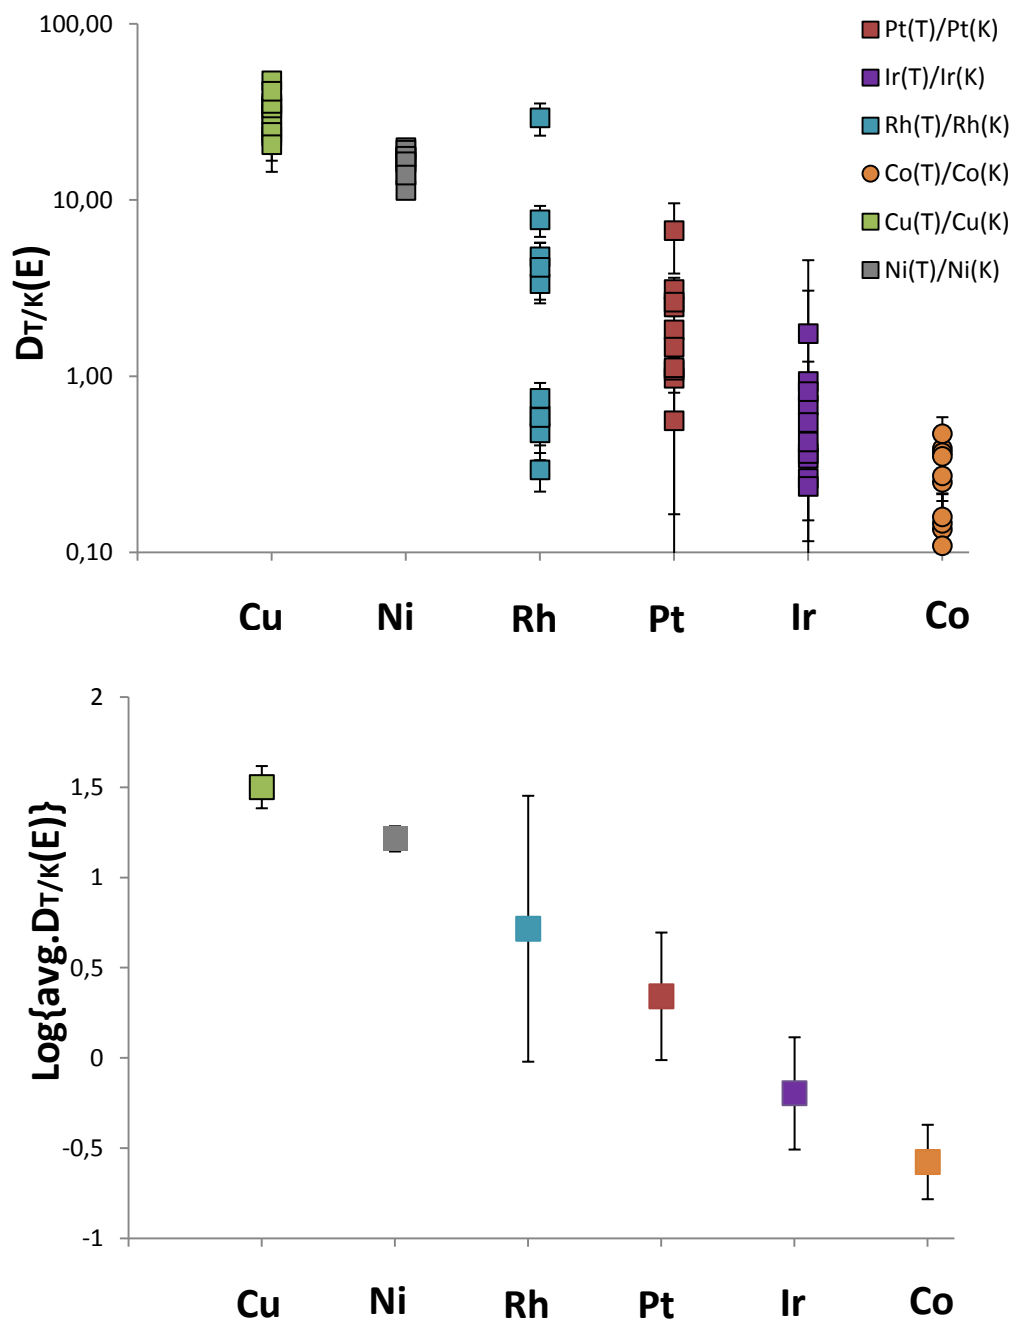 100,00
10,00
1,00
0,10
DT/K(E)
Pt(T)/Pt(K)
Ir(T)/Ir(K)
Rh(T)/Rh(K)
Co(T)/Co(K)
Cu(T)/Cu(K)
Ni(T)/Ni(K)
Cu Ni Rh Pt Ir Co
2
1,5
1
0,5
0
-0,5
-1
Log{avg.DT/K(E)}
Cu Ni Rh Pt Ir Co